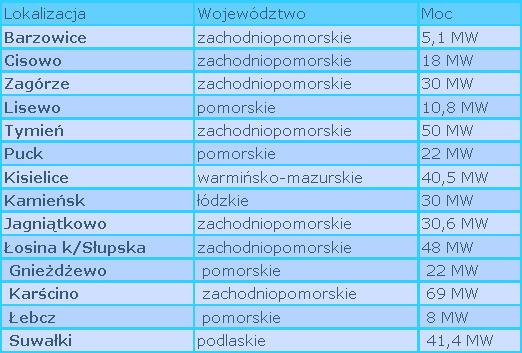 Lokalizacja Województwo Moc
Barzowice zachodniopomorskie 5,1 MW
Cisowo zachodniopomorskie 18 MW
Zagórze zachodniopomorskie 30 MW
Lisewo pomorskie 10,8 MW
Tymień zachodniopomorskie 50 MW
Puck pomorskie 22 MW
Kisielice warmińsko-mazurskie 40,5 MW
Kamieńsk łódzkie 30 MW
Jagniątkowo zachodniopomorskie 30,6 MW
Łosina k/Słupska zachodniopomorskie 48 MW
Gnieżdżewo pomorskie 22 MW
Karścino zachodniopomorskie 69 MW
Łebcz pomorskie 8 MW
Suwałki podlaskie 41,4 MW